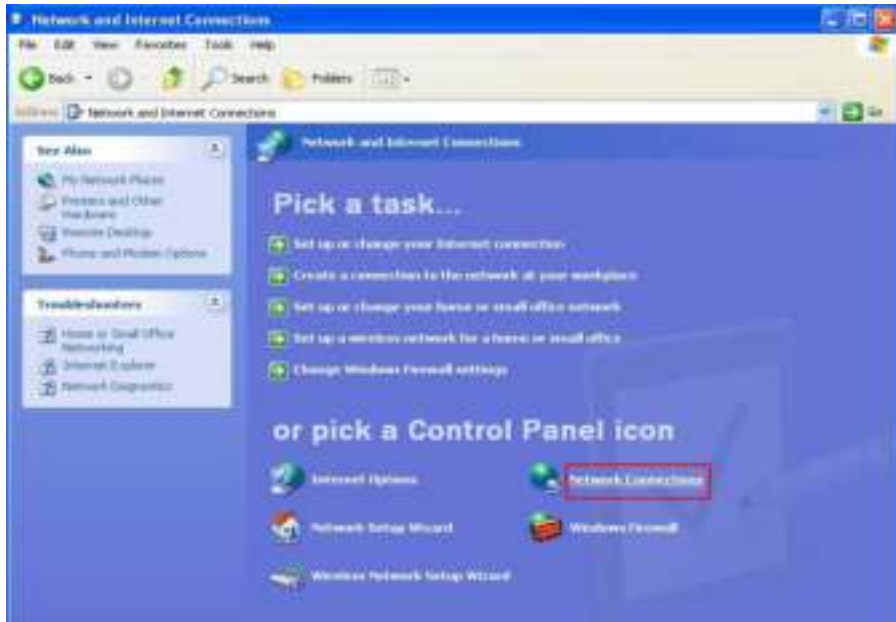 Network and Internet Connections
File Edit View Favorites Tools Help
Back Search Folders
Address Network and Internet Connections Go
See Also
My Network Places
Printers and Other
Hardware
Remote Desktop
Phone and Modem Options
Troubleshooters
Home or Small Office
Networking
Internet Explorer
Network Diagnostics
Network and Internet Connections
Pick a task...
Set up or change your Internet connection
Create a connection to the network at your workplace
Set up or change your home or small office network
Set up a wireless network for a home or small office
Change Windows Firewall settings
or pick a Control Panel icon
Internet Options
Network Connections
Network Setup Wizard
Windows Firewall
Wireless Network Setup Wizard